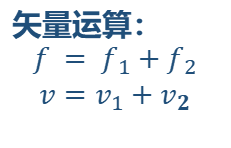 矢量运算：
f = f₁ + f₂
v = v₁ + v₂